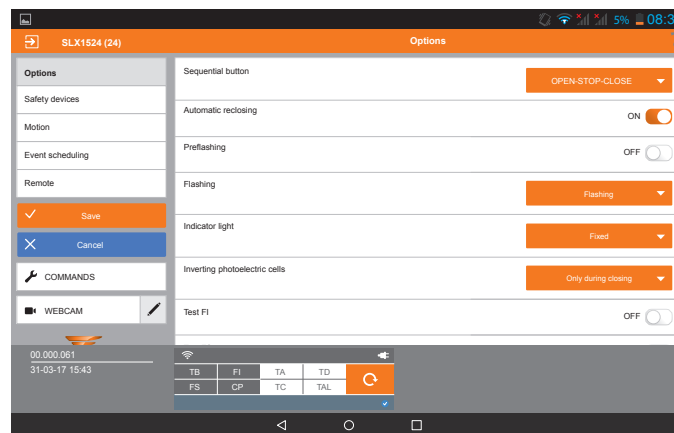 5% 08:3
SLX1524 (24)
Options
Options
Safety devices
Motion
Event scheduling
Remote
Save
Cancel
COMMANDS
WEBCAM
00.000.061
31-03-17 15:43
Sequential button
OPEN-STOP-CLOSE
Automatic reclosing
ON
Preflashing
OFF
Flashing
Flashing
Indicator light
Fixed
Inverting photoelectric cells
Only during closing
Test FI
OFF
TB FI TA TD
FS CP TC TAL